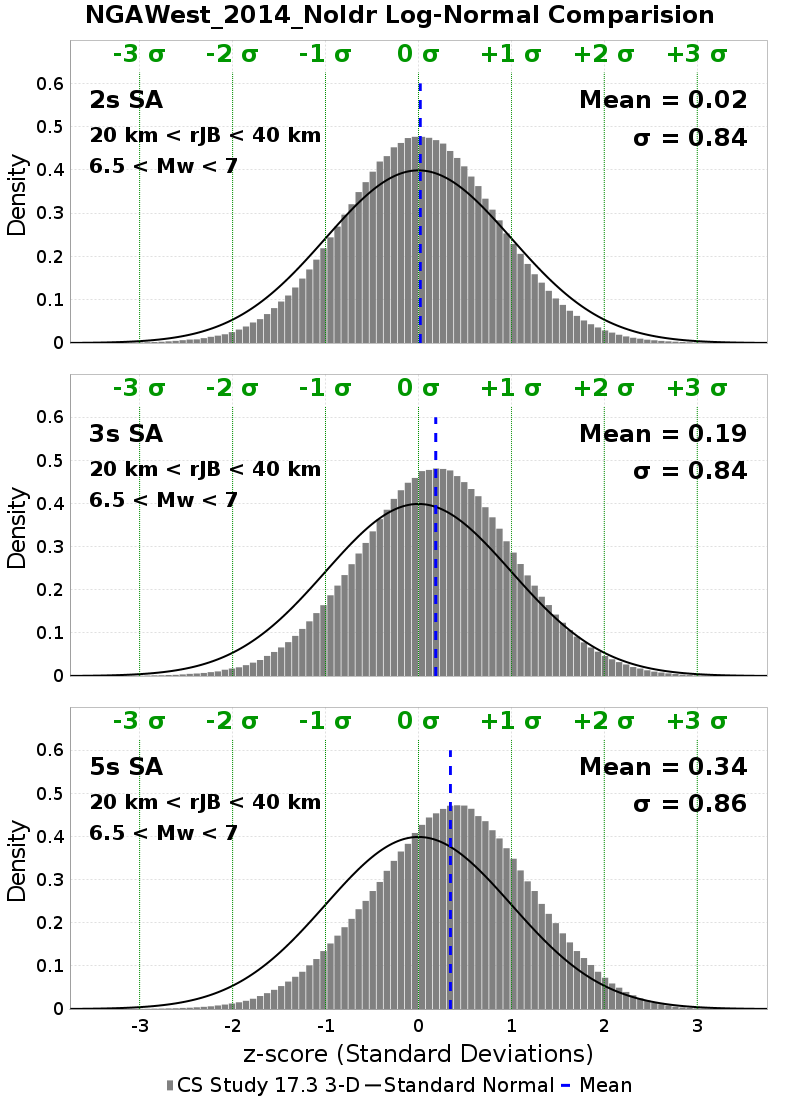 NGAWest_2014_NoIdr Log-Normal Comparision
-3 σ -2 σ -1 σ 0 σ +1 σ +2 σ +3 σ
2s SA
20 km < rJB < 40 km
6.5 < Mw < 7
Mean = 0.02
σ = 0.84
Density
0.6
0.5
0.4
0.3
0.2
0.1
0
-3 σ -2 σ -1 σ 0 σ +1 σ +2 σ +3 σ
3s SA
20 km < rJB < 40 km
6.5 < Mw < 7
Mean = 0.19
σ = 0.84
Density
0.6
0.5
0.4
0.3
0.2
0.1
0
-3 σ -2 σ -1 σ 0 σ +1 σ +2 σ +3 σ
5s SA
20 km < rJB < 40 km
6.5 < Mw < 7
Mean = 0.34
σ = 0.86
Density
0.6
0.5
0.4
0.3
0.2
0.1
0
-3 -2 -1 0 1 2 3
z-score (Standard Deviations)
CS Study 17.3 3-D Standard Normal Mean